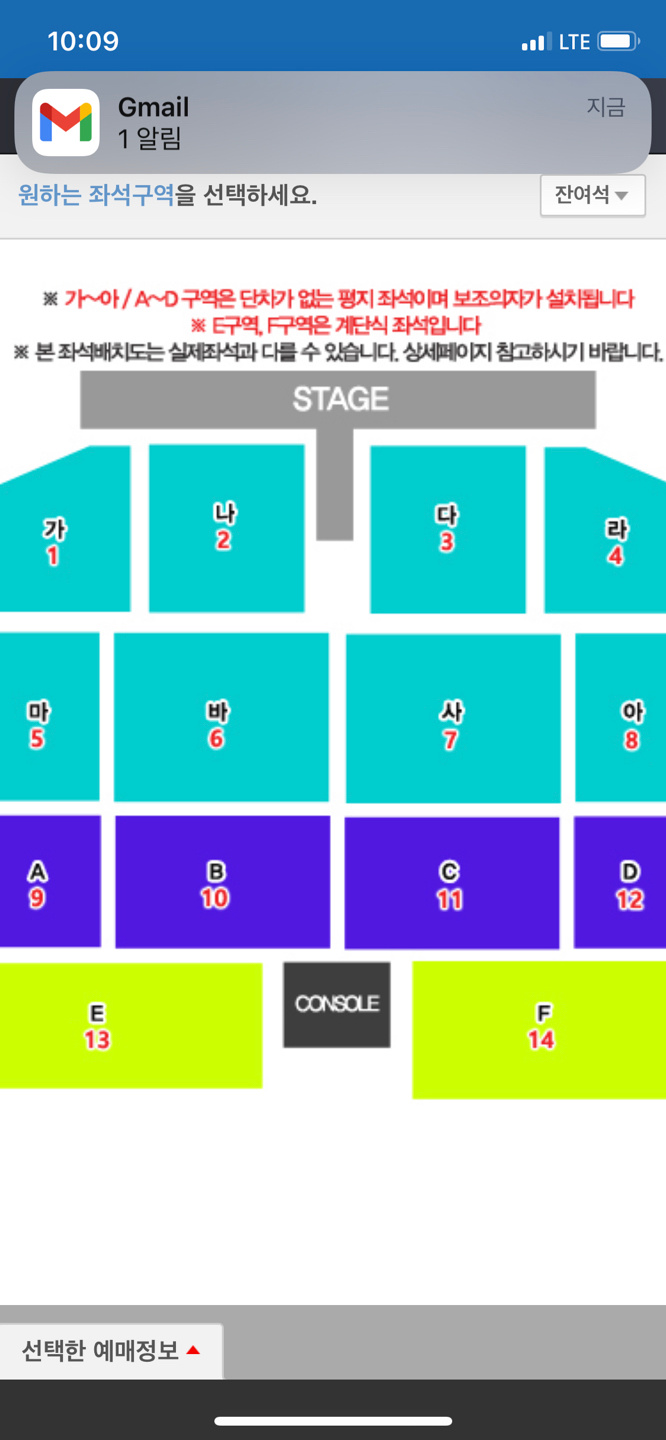 10:09
LTE
Gmail
지금
1 알림
원하는 좌석구역을 선택하세요.
잔여석
※ 가~아 / A~D 구역은 단차가 없는 평지 좌석이며 보조의자가 설치됩니다
※ E구역, F구역은 계단식 좌석입니다
※ 본 좌석배치도는 실제좌석과 다를 수 있습니다. 상세페이지 참고하시기 바랍니다.
STAGE
가
1
나
2
다
3
라
4
마
5
바
6
사
7
아
8
A
9
B
10
C
11
D
12
E
13
CONSOLE
F
14
선택한 예매정보